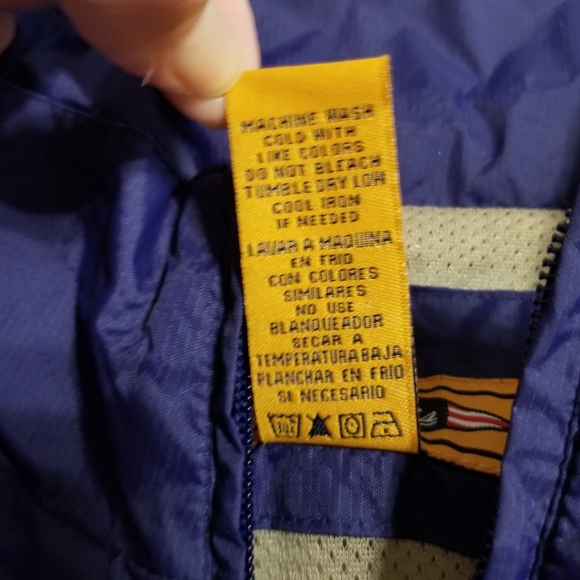 MACHINE WASH
COLD WITH
LIKE COLORS
DO NOT BLEACH
TUMBLE DRY LOW
COOL IRON
IF NEEDED
LAVAR A MAQUINA
EN FRIO
CON COLORES
SIMILARES
NO USE
BLANQUEADOR
SECAR A
TEMPERATURA BAJA
PLANCHAR EN FRIO
SI NECESARIO